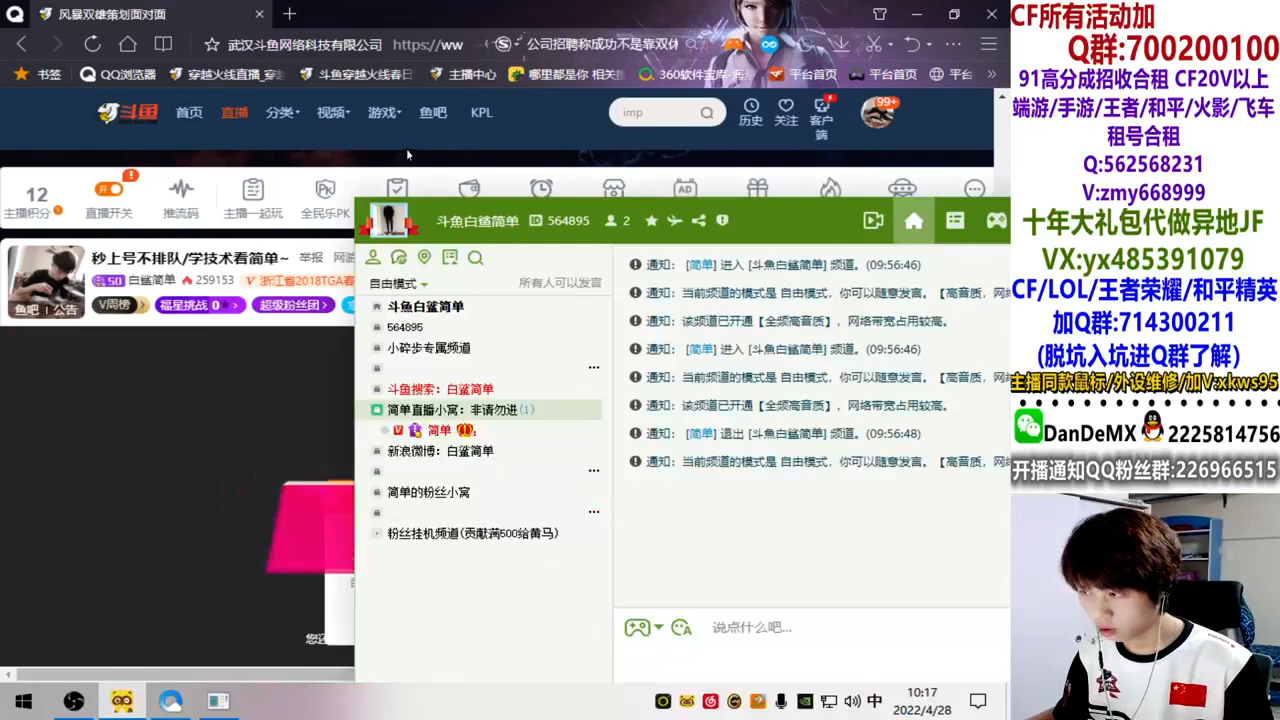 风暴双雄策划面对面
武汉斗鱼网络科技有限公司
https://ww
公司招聘称成功不是靠双休
书签
QQ浏览器
穿越火线直播_穿
斗鱼穿越火线春日
主播中心
哪里都是你 相关
360软件宝库-海
平台首页
平台首页
平台
»
斗鱼
首页
直播
分类
视频
游戏
鱼吧
KPL
imp
历史
关注
客户端
99+
12
主播积分
开
直播开关
推流码
主播一起玩
全民乐PK
AD
秒上号不排队/学技术看简单~
举报
网游
50
白鲨简单
259153
浙江省2018TGA春
V周榜
福星挑战 0
超级粉丝团
鱼吧 | 公告
您
斗鱼白鲨简单
ID 564895
2
自由模式
所有人可以发言
斗魚白鲨简单
564895
小碎步专属频道
...
斗鱼搜索：白鲨简单
简单直播小窝：非请勿进(1)
V
简单
新浪微博：白鲨简单
...
简单的粉丝小窝
...
粉丝挂机频道(贡献满500给黄马)
通知： [简单] 进入 [斗魚白鲨简单] 频道。(09:56:46)
通知： 当前频道的模式是 自由模式，你可以随意发言。【高音质，网络
通知： 该频道已开通【全频高音质】，网络带宽占用较高。
通知： [简单] 进入 [斗魚白鲨简单] 频道。(09:56:46)
通知： 当前频道的模式是 自由模式，你可以随意发言。【高音质，网络
通知： 该频道已开通【全频高音质】，网络带宽占用较高。
通知： [简单] 退出 [斗魚白鲨简单] 频道。(09:56:48)
通知： 当前频道的模式是 自由模式，你可以随意发言。【高音质，网络
说点什么吧...
中
10:17
2022/4/28
CF所有活动加
Q群:700200100
91高分成招收合租 CF20V以上
端游/手游/王者/和平/火影/飞车
租号合租
Q:562568231
V:zmy668999
十年大礼包代做异地JF
VX:yx485391079
CF/LOL/王者荣耀/和平精英
加Q群:714300211
(脱坑入坑进Q群了解)
主播同款鼠标/外设维修/加V:xkws95
DanDeMX
2225814756
开播通知QQ粉丝群:226966515